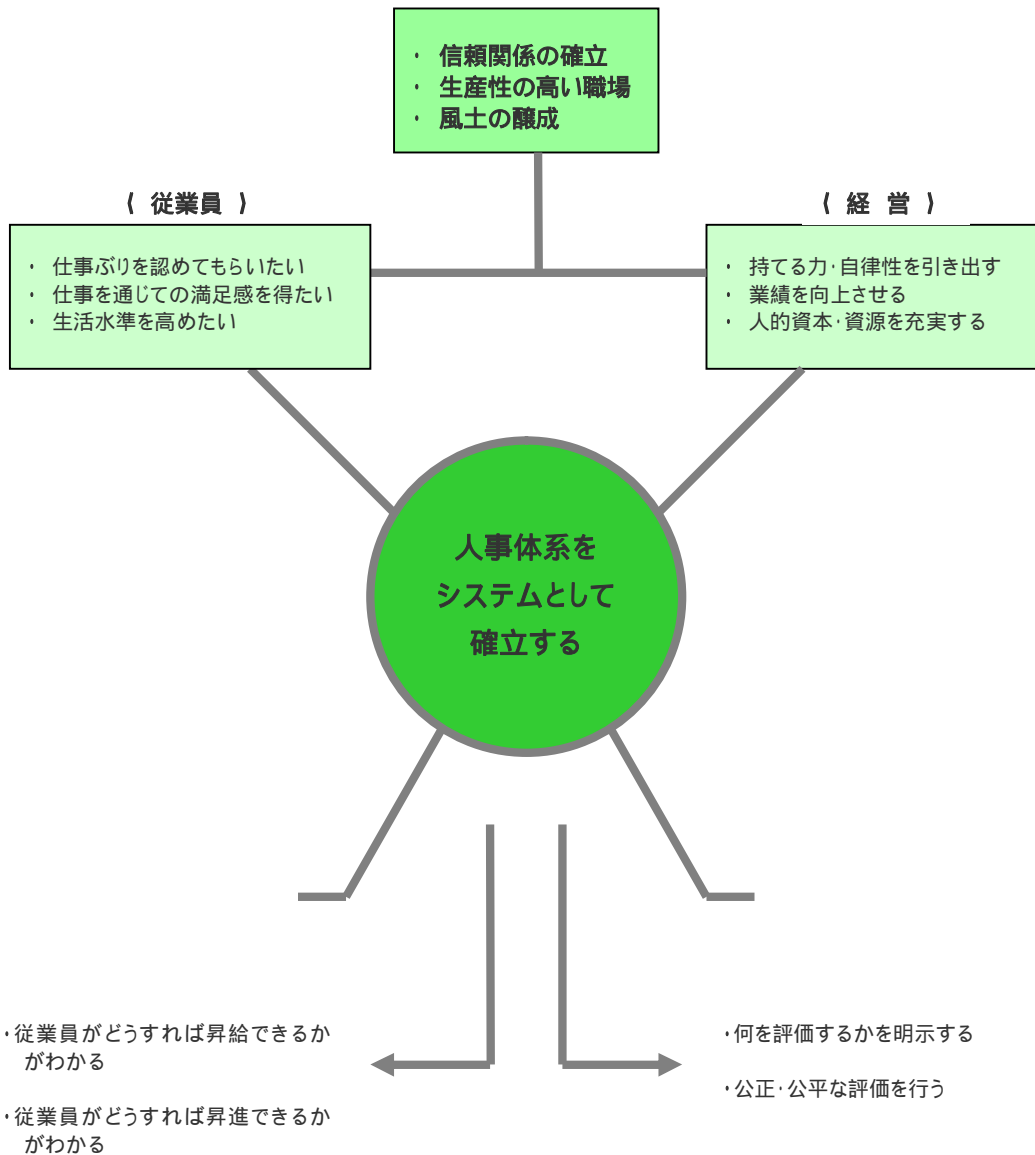 ・ 信頼関係の確立
・ 生産性の高い職場
・ 風土の醸成
( 従業員 )
( 経 営 )
・ 仕事ぶりを認めてもらいたい
・ 仕事を通じての満足感を得たい
・ 生活水準を高めたい
・ 持てる力・自律性を引き出す
・ 業績を向上させる
・ 人的資本・資源を充実する
人事体系を
システムとして
確立する
・従業員がどうすれば昇給できるか
がわかる
・従業員がどうすれば昇進できるか
がわかる
・何を評価するかを明示する
・公正・公平な評価を行う